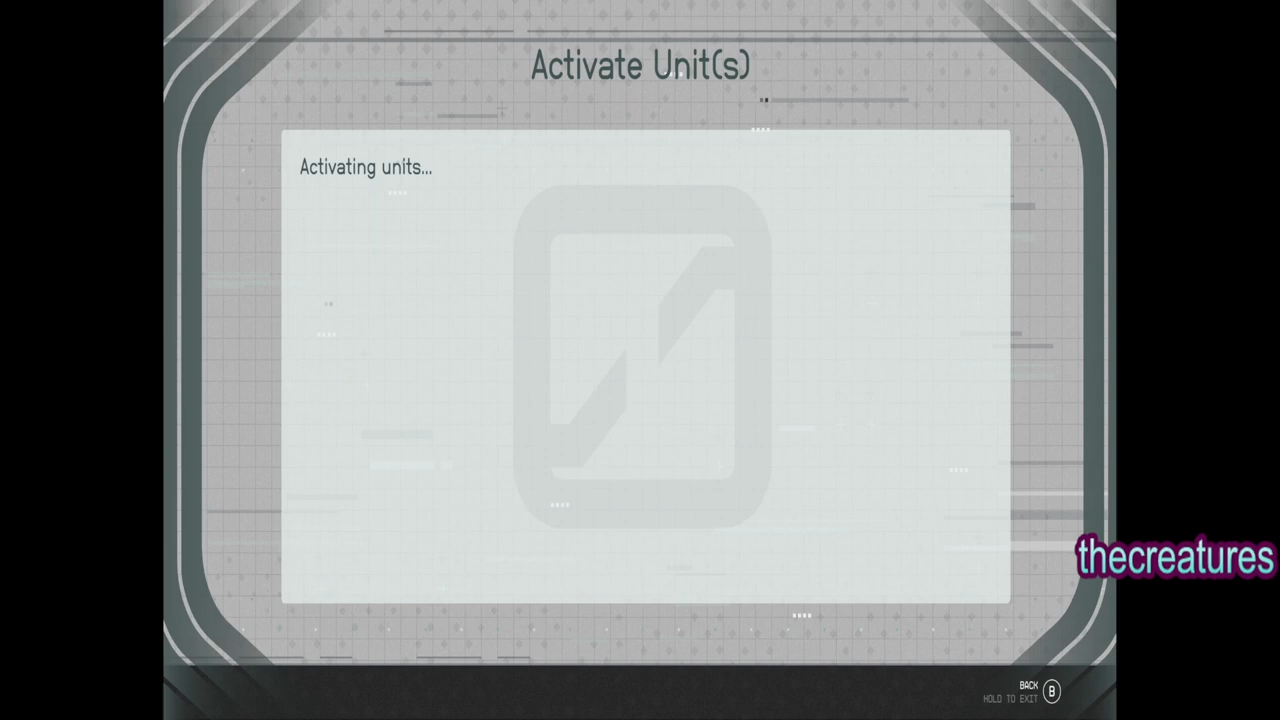 Activate Unit(s)
Activating units...
thecreatures
BACK
HOLD TO EXIT
B